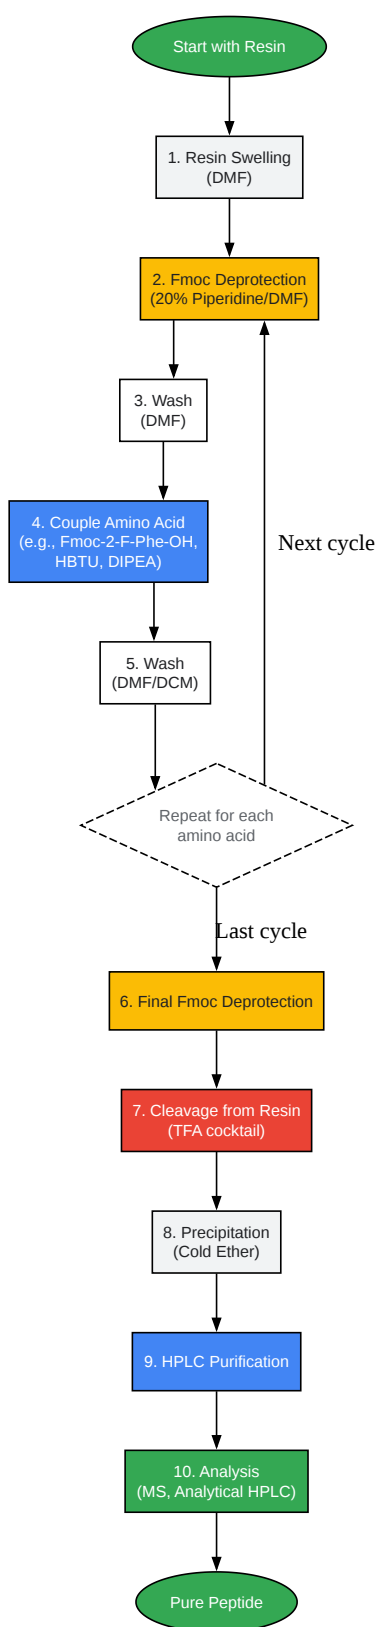 Start with Resin
1. Resin Swelling
(DMF)
2. Fmoc Deprotection
(20% Piperidine/DMF)
3. Wash
(DMF)
4. Couple Amino Acid
(e.g., Fmoc-2-F-Phe-OH,
HBTU, DIPEA)
Next cycle
5. Wash
(DMF/DCM)
Repeat for each
amino acid
Last cycle
6. Final Fmoc Deprotection
7. Cleavage from Resin
(TFA cocktail)
8. Precipitation
(Cold Ether)
9. HPLC Purification
10. Analysis
(MS, Analytical HPLC)
Pure Peptide